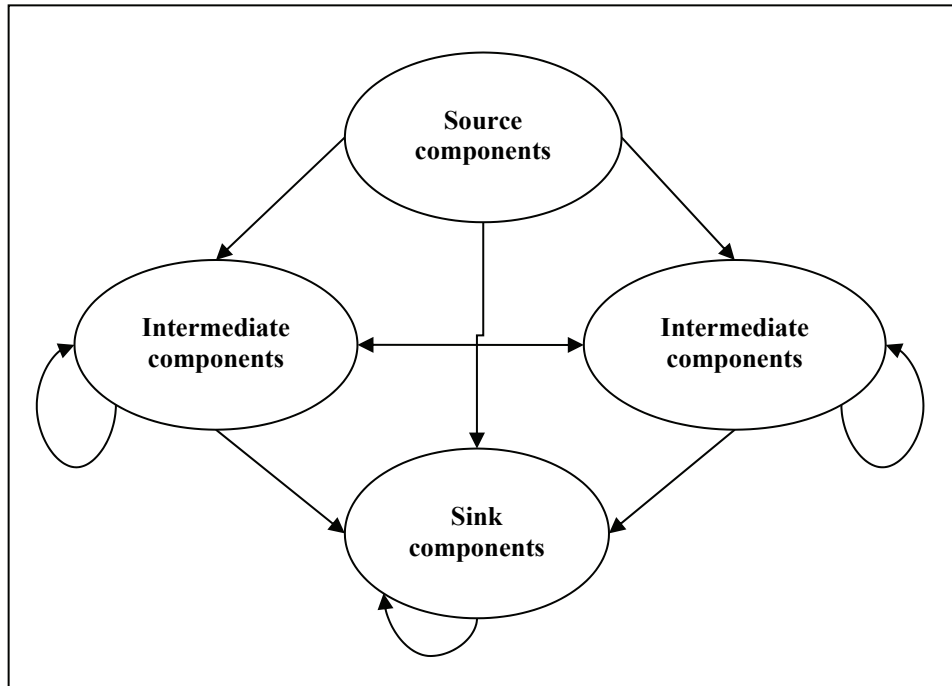 Source
components
Intermediate
components
Intermediate
components
Sink
components